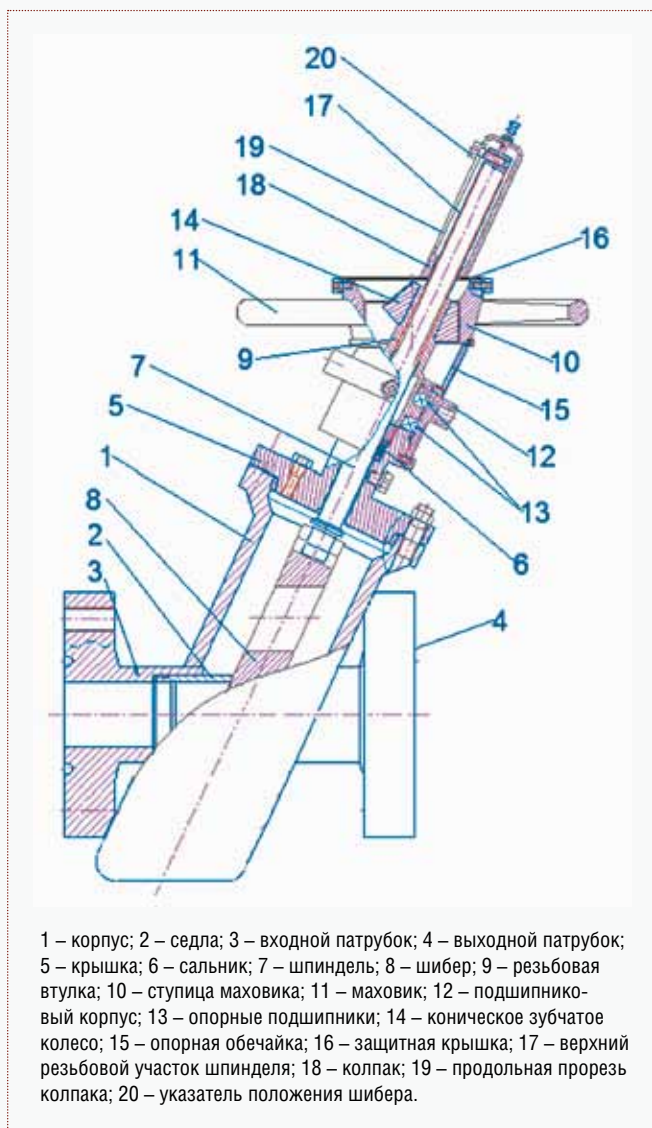 20
17
19
18
14
16
11
9
10
7
15
5
12
1
13
8
2
6
3
4
1 – корпус; 2 – седла; 3 – входной патрубок; 4 – выходной патрубок;
5 – крышка; 6 – сальник; 7 – шпиндель; 8 – шибер; 9 – резьбовая
втулка; 10 – ступица маховика; 11 – маховик; 12 – подшипнико-
вый корпус; 13 – опорные подшипники; 14 – коническое зубчатое
колесо; 15 – опорная обечайка; 16 – защитная крышка; 17 – верхний
резьбовой участок шпинделя; 18 – колпак; 19 – продольная прорезь
колпака; 20 – указатель положения шибера.